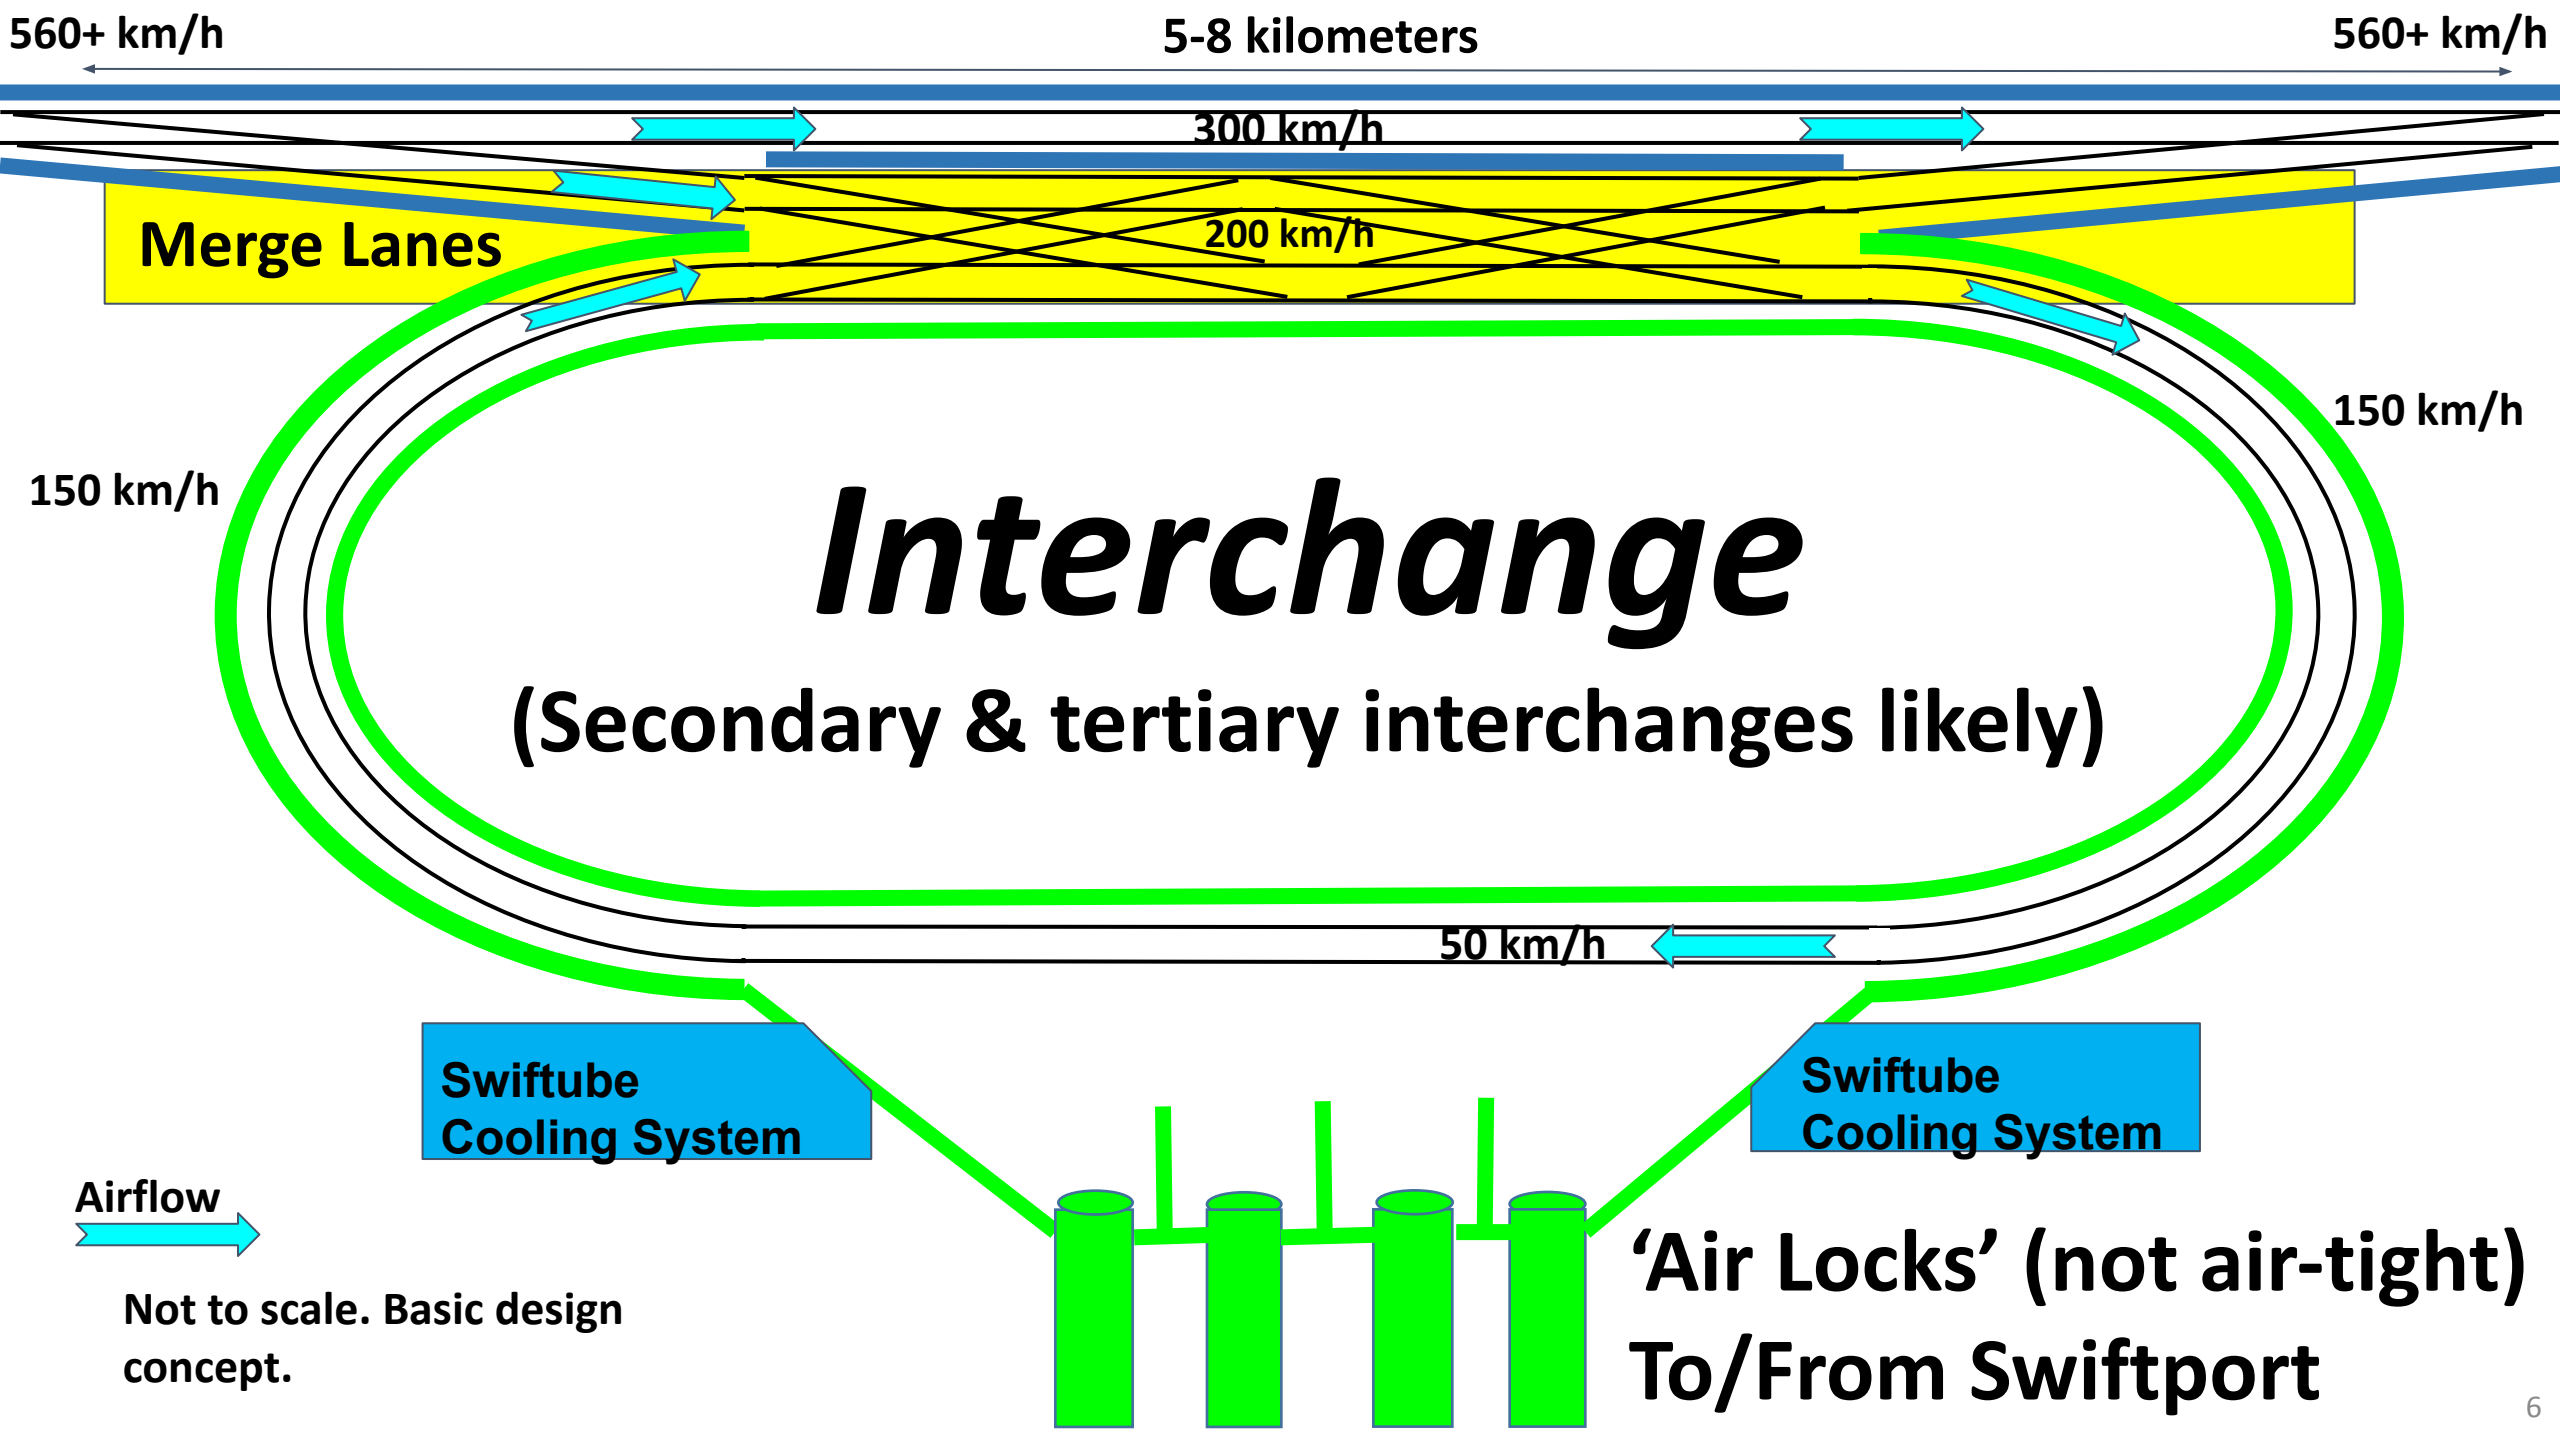 560+ km/h
5-8 kilometers
560+ km/h
300 km/h
Merge Lanes
200 km/h
150 km/h
150 km/h
Interchange
(Secondary & tertiary interchanges likely)
50 km/h
Swiftube
Cooling System
Swiftube
Cooling System
Airflow
Not to scale. Basic design
concept.
‘Air Locks’ (not air-tight)
To/From Swiftport
6